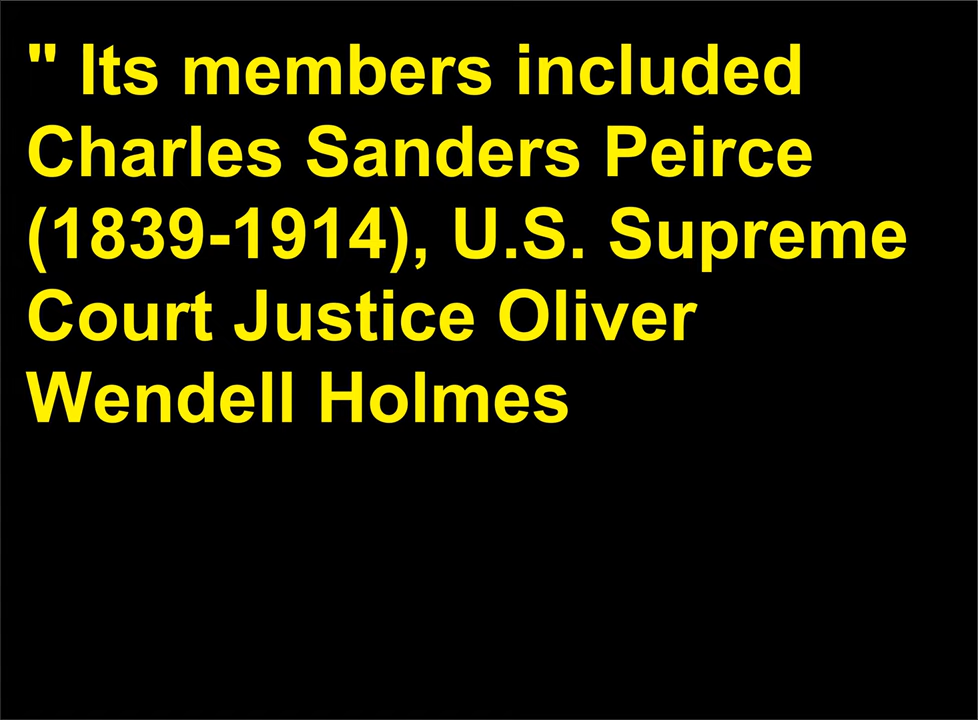 " Its members included
Charles Sanders Peirce
(1839-1914), U.S. Supreme
Court Justice Oliver
Wendell Holmes